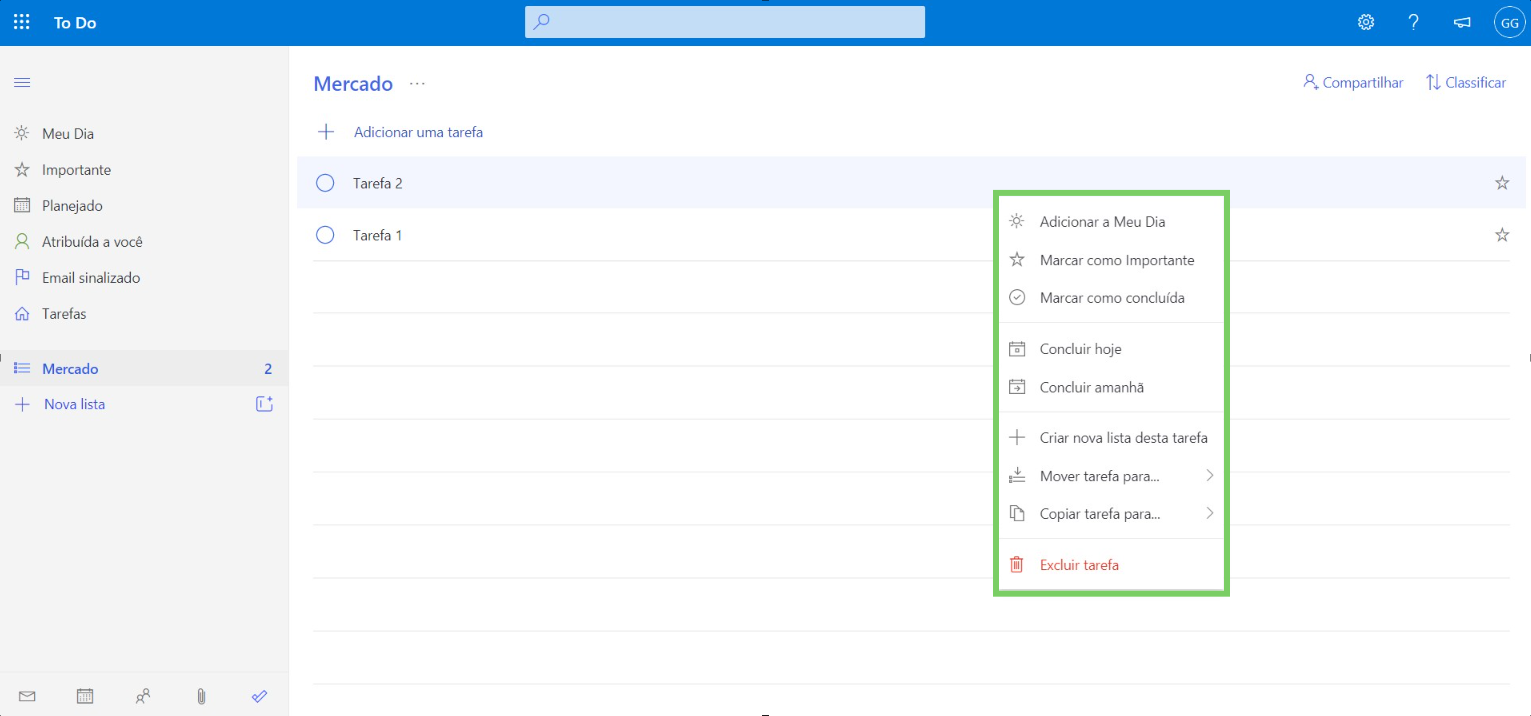 To Do
?
GG
Mercado ...
Compartilhar
Classificar
Adicionar uma tarefa
Meu Dia
Importante
Planejado
Atribuída a você
Email sinalizado
Tarefas
Mercado 2
Nova lista
Tarefa 2
Tarefa 1
Adicionar a Meu Dia
Marcar como Importante
Marcar como concluída
Concluir hoje
Concluir amanhã
Criar nova lista desta tarefa
Mover tarefa para...
Copiar tarefa para...
Excluir tarefa